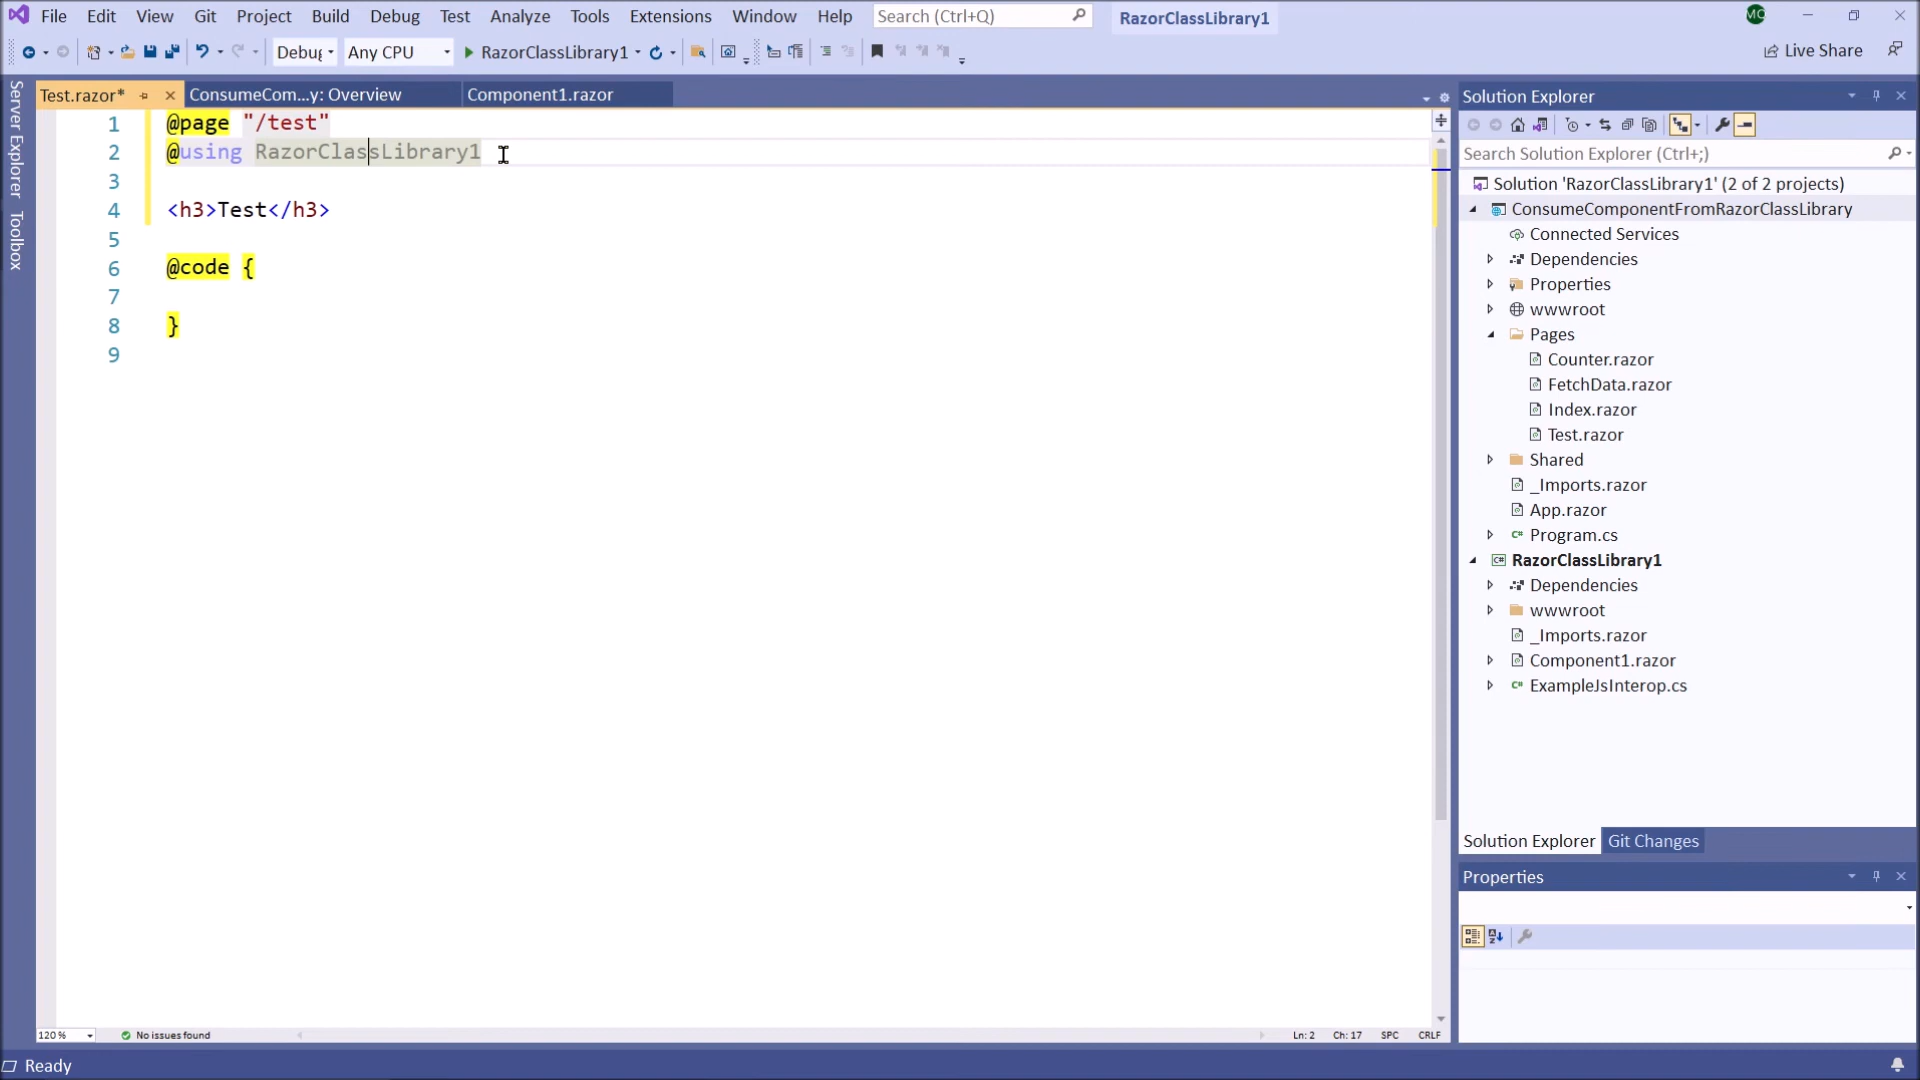 File Edit View Git Project Build Debug Test Analyze Tools Extensions Window Help Search (Ctrl+Q) RazorClassLibrary1 MC
Debug Any CPU RazorClassLibrary1 Live Share
Server Explorer
Toolbox
Test.razor* ConsumeCom...y: Overview Component1.razor
1 @page "/test"
2 @using RazorClassLibrary1
3
4 <h3>Test</h3>
5
6 @code {
7
8 }
9
120 % No issues found Ln: 2 Ch: 17 SPC CRLF
Solution Explorer
Search Solution Explorer (Ctrl+;)
Solution 'RazorClassLibrary1' (2 of 2 projects)
ConsumeComponentFromRazorClassLibrary
Connected Services
Dependencies
Properties
wwwroot
Pages
Counter.razor
FetchData.razor
Index.razor
Test.razor
Shared
_Imports.razor
App.razor
C# Program.cs
C# RazorClassLibrary1
Dependencies
wwwroot
_Imports.razor
Component1.razor
C# ExampleJsInterop.cs
Solution Explorer Git Changes
Properties
Ready